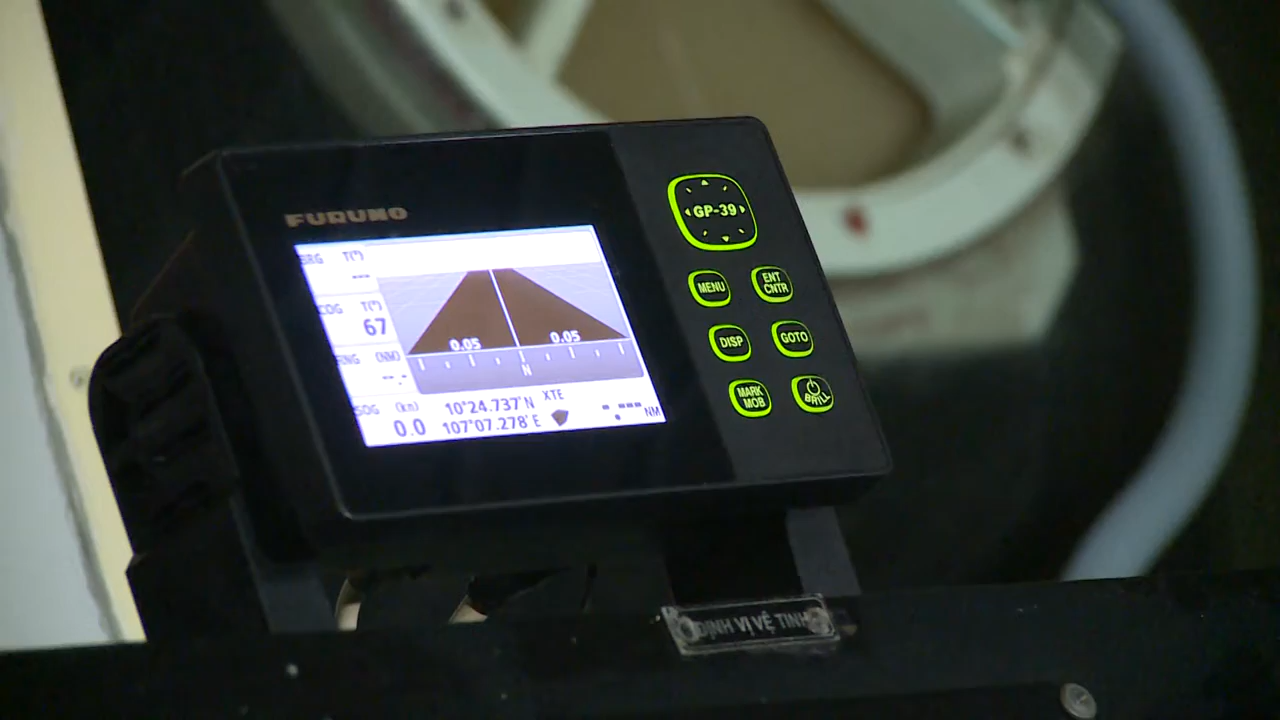 FURUNO
GP-39
BRG T(°)
---
COG T(°)
67
RNG (NM)
--.-
SOG (kn)
0.0
0.05 0.05
N
10°24.737' N
107°07.278' E
XTE
-.--- NM
MENU
ENT CNTR
DISP
GOTO
MARK MOB
BRILL
ĐỊNH VỊ VỆ TINH